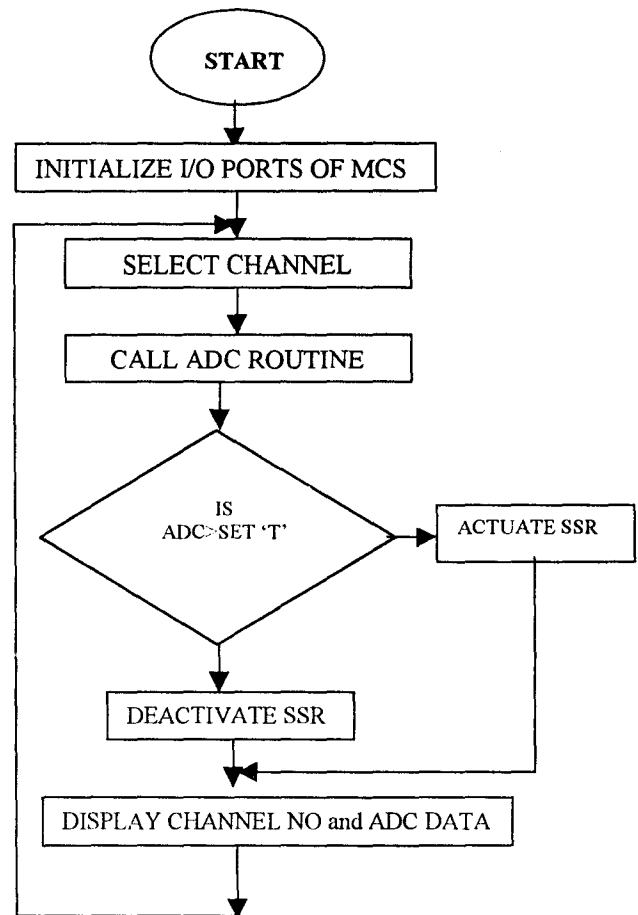 START
INITIALIZE I/O PORTS OF MCS
SELECT CHANNEL
CALL ADC ROUTINE
IS
ADC>SET ‘T’
ACTUATE SSR
DEACTIVATE SSR
DISPLAY CHANNEL NO and ADC DATA